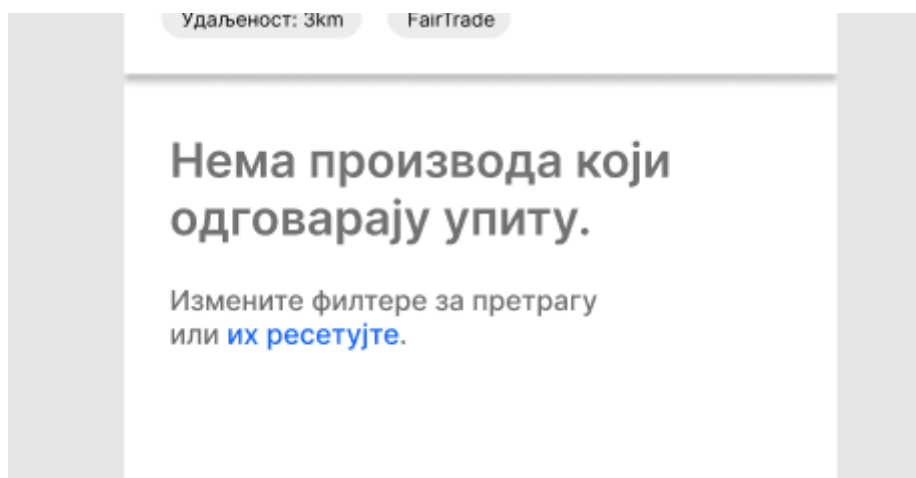 Удаљеност: 3km FairTrade
Нема производа који
одговарају упиту.
Измените филтере за претрагу
или их ресетујте.